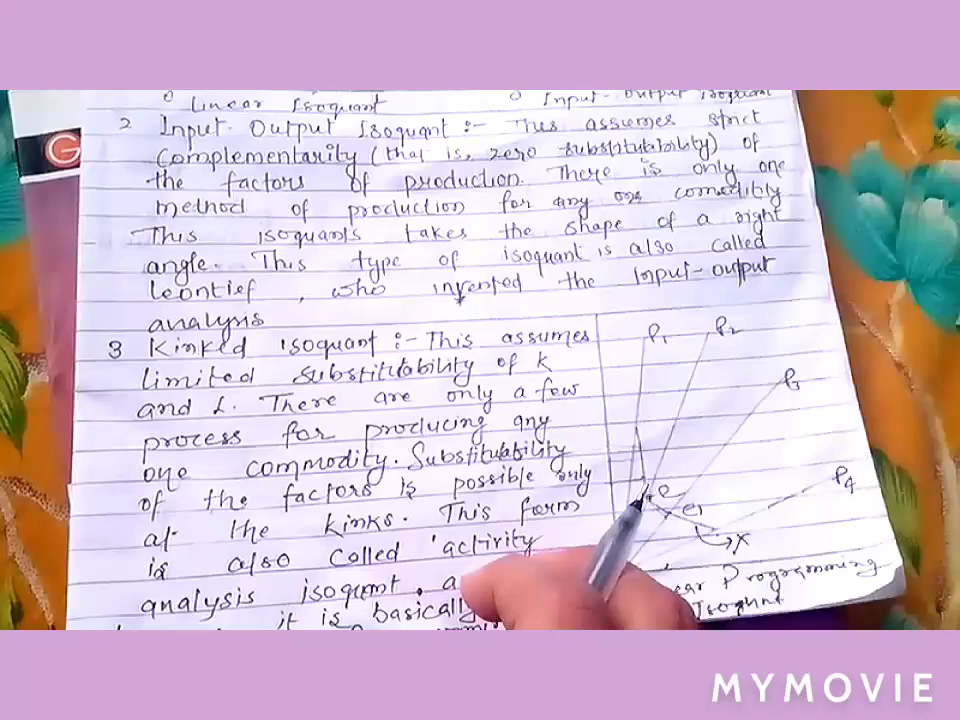 Linear Isoquant o Input-Output Isoquant
2 Input-Output Isoquant :- This assumes strict
complementarity (that is, zero substitutability) of
the factors of production. There is only one
method of production for any one comodibly
This isoquants takes the shape of a right
angle. This type of isoquant is also called
leontief, who invented the Input-output
analysis
3 Kinked isoquant :- This assumes
limited substitutability of k
and L. There are only a few
process for producing any
one commodity. Substitutability
of the factors is possible only
at the kinks. This form
is also called 'activity
analysis isoquant, a
it is basically
P1 P2
P3
P4
e
e1
X
ear Programming
Isoqunt
G
MYMOVIE